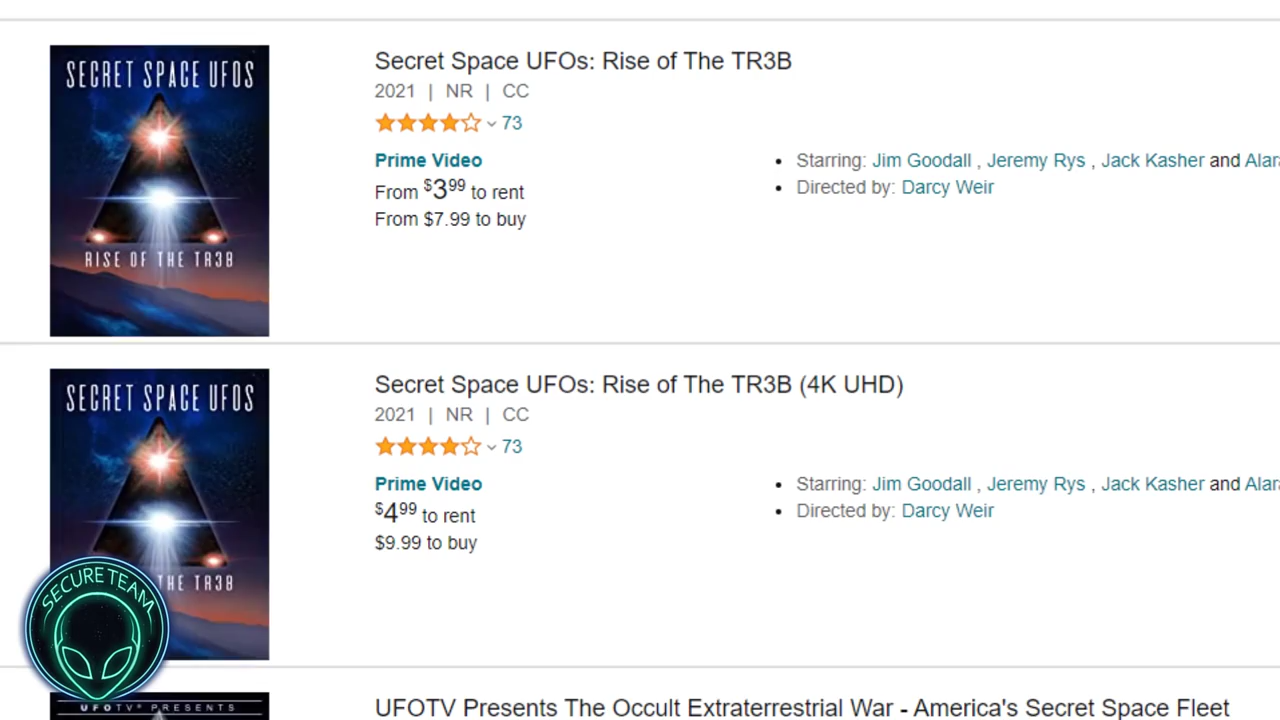 SECRET SPACE UFOS
RISE OF THE TR3B
Secret Space UFOs: Rise of The TR3B
2021 | NR | CC
73
Prime Video
From $3.99 to rent
From $7.99 to buy
Starring: Jim Goodall , Jeremy Rys , Jack Kasher and Alar
Directed by: Darcy Weir
SECRET SPACE UFOS
THE TR3B
Secret Space UFOs: Rise of The TR3B (4K UHD)
2021 | NR | CC
73
Prime Video
$4.99 to rent
$9.99 to buy
Starring: Jim Goodall , Jeremy Rys , Jack Kasher and Alar
Directed by: Darcy Weir
SECURE TEAM
UFOTV® PRESENTS
UFOTV Presents The Occult Extraterrestrial War - America's Secret Space Fleet